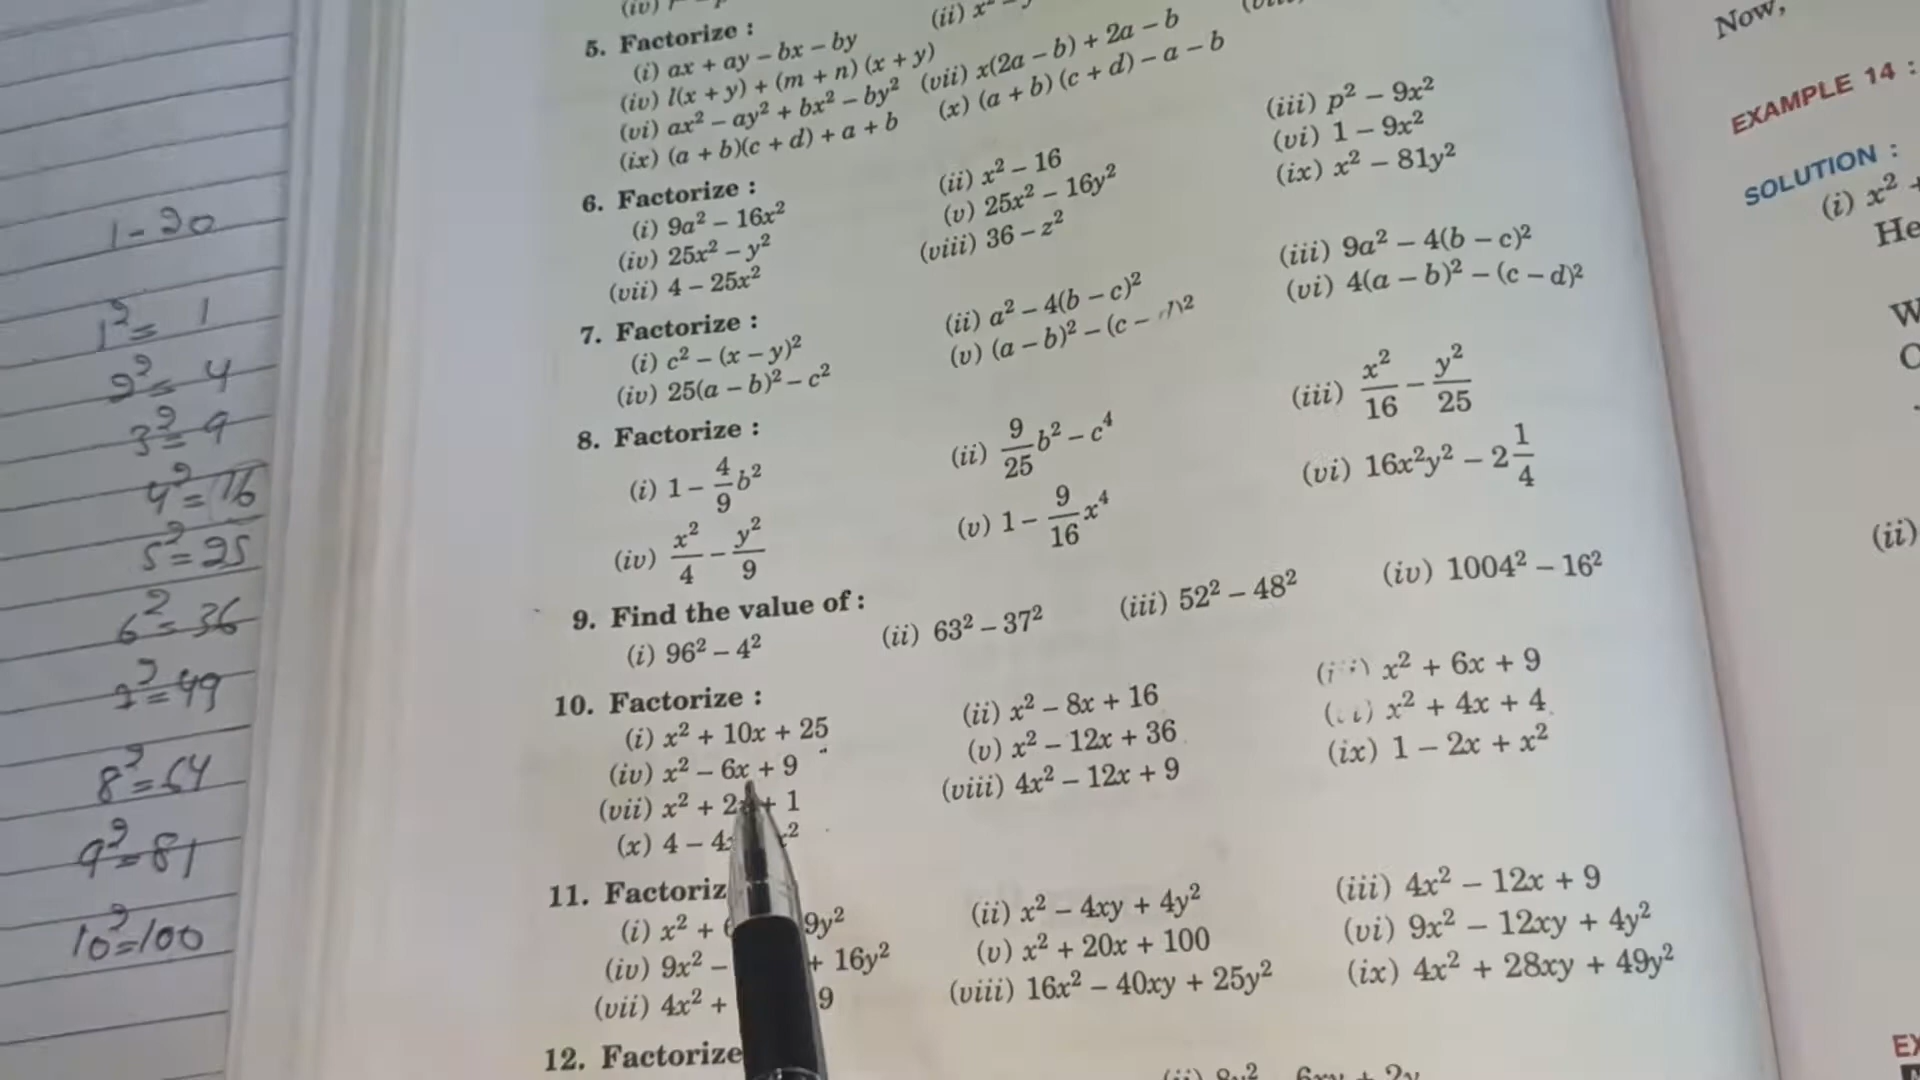 1-20
1² = 1
2² = 4
3² = 9
4² = 16
5² = 25
6² = 36
7² = 49
8² = 64
9² = 81
10² = 100
5. Factorize :
(i) ax + ay – bx – by
(iv) l(x + y) + (m + n) (x + y)
(vi) ax² – ay² + bx² – by² (vii) x(2a – b) + 2a – b
(ix) (a + b)(c + d) + a + b (x) (a + b) (c + d) – a – b
6. Factorize :
(i) 9a² – 16x² (ii) x² – 16 (iii) p² – 9x²
(iv) 25x² – y² (v) 25x² – 16y² (vi) 1 – 9x²
(vii) 4 – 25x² (viii) 36 – z² (ix) x² – 81y²
7. Factorize :
(i) c² – (x – y)² (ii) a² – 4(b – c)² (iii) 9a² – 4(b – c)²
(iv) 25(a – b)² – c² (v) (a – b)² – (c – )² (vi) 4(a – b)² – (c – d)²
8. Factorize :
(i) 1 – 4/9 b² (ii) 9/25 b² – c⁴ (iii) x²/16 – y²/25
(iv) x²/4 – y²/9 (v) 1 – 9/16 x⁴ (vi) 16x²y² – 2 1/4
9. Find the value of :
(i) 96² – 4² (ii) 63² – 37² (iii) 52² – 48² (iv) 1004² – 16²
10. Factorize :
(i) x² + 10x + 25 (ii) x² – 8x + 16 x² + 6x + 9
(iv) x² – 6x + 9 (v) x² – 12x + 36 x² + 4x + 4
(vii) x² + 2 + 1 (viii) 4x² – 12x + 9 (ix) 1 – 2x + x²
(x) 4 – 4
11. Factoriz
(i) x² + 9y² (ii) x² – 4xy + 4y² (iii) 4x² – 12x + 9
(iv) 9x² – + 16y² (v) x² + 20x + 100 (vi) 9x² – 12xy + 4y²
(vii) 4x² + 9 (viii) 16x² – 40xy + 25y² (ix) 4x² + 28xy + 49y²
12. Factorize
Now,
EXAMPLE 14 :
SOLUTION :
(i) x² +
He
(ii)